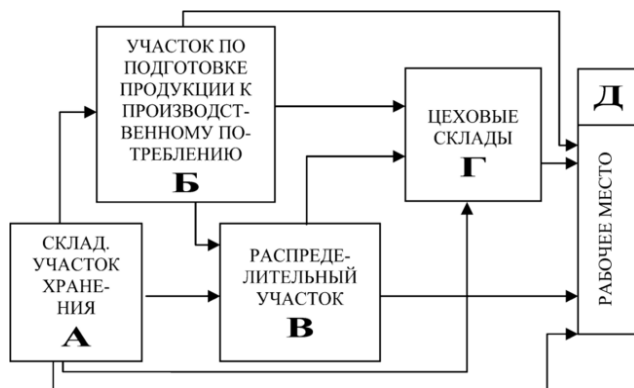 УЧАСТОК ПО
ПОДГОТОВКЕ
ПРОДУКЦИИ К
ПРОИЗВОДСТ-
ВЕННОМУ ПО-
ТРЕБЛЕНИЮ
Б
ЦЕХОВЫЕ
СКЛАДЫ
Г
Д
РАБОЧЕЕ МЕСТО
СКЛАД.
УЧАСТОК
ХРАНЕ-
НИЯ
А
РАСПРЕДЕ-
ЛИТЕЛЬНЫЙ
УЧАСТОК
В